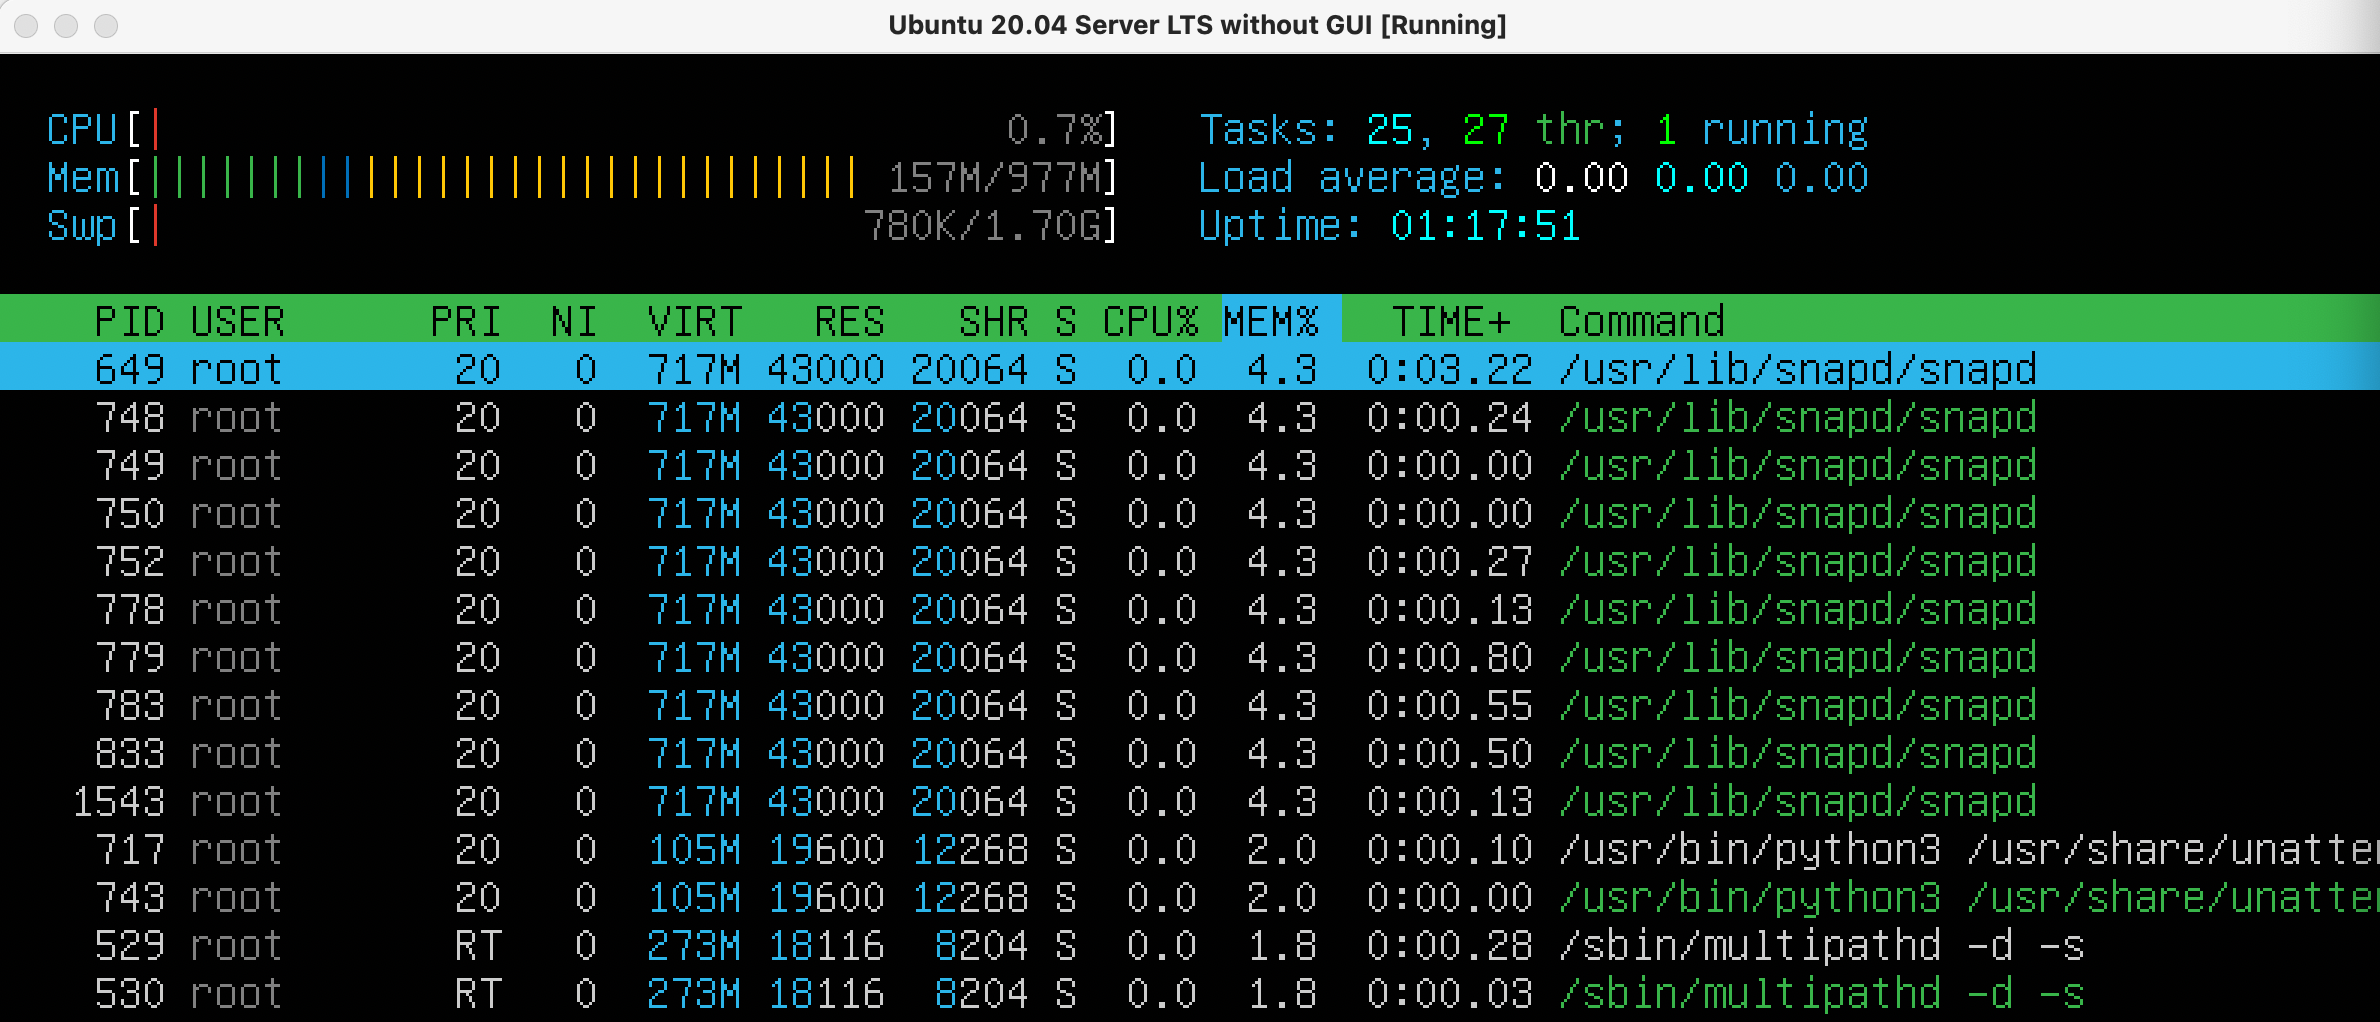 Ubuntu 20.04 Server LTS without GUI [Running]
CPU[| 0.7%] Tasks: 25, 27 thr; 1 running
Mem[|||||||||||||||||||||||||||||| 157M/977M] Load average: 0.00 0.00 0.00
Swp[| 780K/1.70G] Uptime: 01:17:51
PID USER PRI NI VIRT RES SHR S CPU% MEM% TIME+ Command
649 root 20 0 717M 43000 20064 S 0.0 4.3 0:03.22 /usr/lib/snapd/snapd
748 root 20 0 717M 43000 20064 S 0.0 4.3 0:00.24 /usr/lib/snapd/snapd
749 root 20 0 717M 43000 20064 S 0.0 4.3 0:00.00 /usr/lib/snapd/snapd
750 root 20 0 717M 43000 20064 S 0.0 4.3 0:00.00 /usr/lib/snapd/snapd
752 root 20 0 717M 43000 20064 S 0.0 4.3 0:00.27 /usr/lib/snapd/snapd
778 root 20 0 717M 43000 20064 S 0.0 4.3 0:00.13 /usr/lib/snapd/snapd
779 root 20 0 717M 43000 20064 S 0.0 4.3 0:00.80 /usr/lib/snapd/snapd
783 root 20 0 717M 43000 20064 S 0.0 4.3 0:00.55 /usr/lib/snapd/snapd
833 root 20 0 717M 43000 20064 S 0.0 4.3 0:00.50 /usr/lib/snapd/snapd
1543 root 20 0 717M 43000 20064 S 0.0 4.3 0:00.13 /usr/lib/snapd/snapd
717 root 20 0 105M 19600 12268 S 0.0 2.0 0:00.10 /usr/bin/python3 /usr/share/unatte
743 root 20 0 105M 19600 12268 S 0.0 2.0 0:00.00 /usr/bin/python3 /usr/share/unatte
529 root RT 0 273M 18116 8204 S 0.0 1.8 0:00.28 /sbin/multipathd -d -s
530 root RT 0 273M 18116 8204 S 0.0 1.8 0:00.03 /sbin/multipathd -d -s